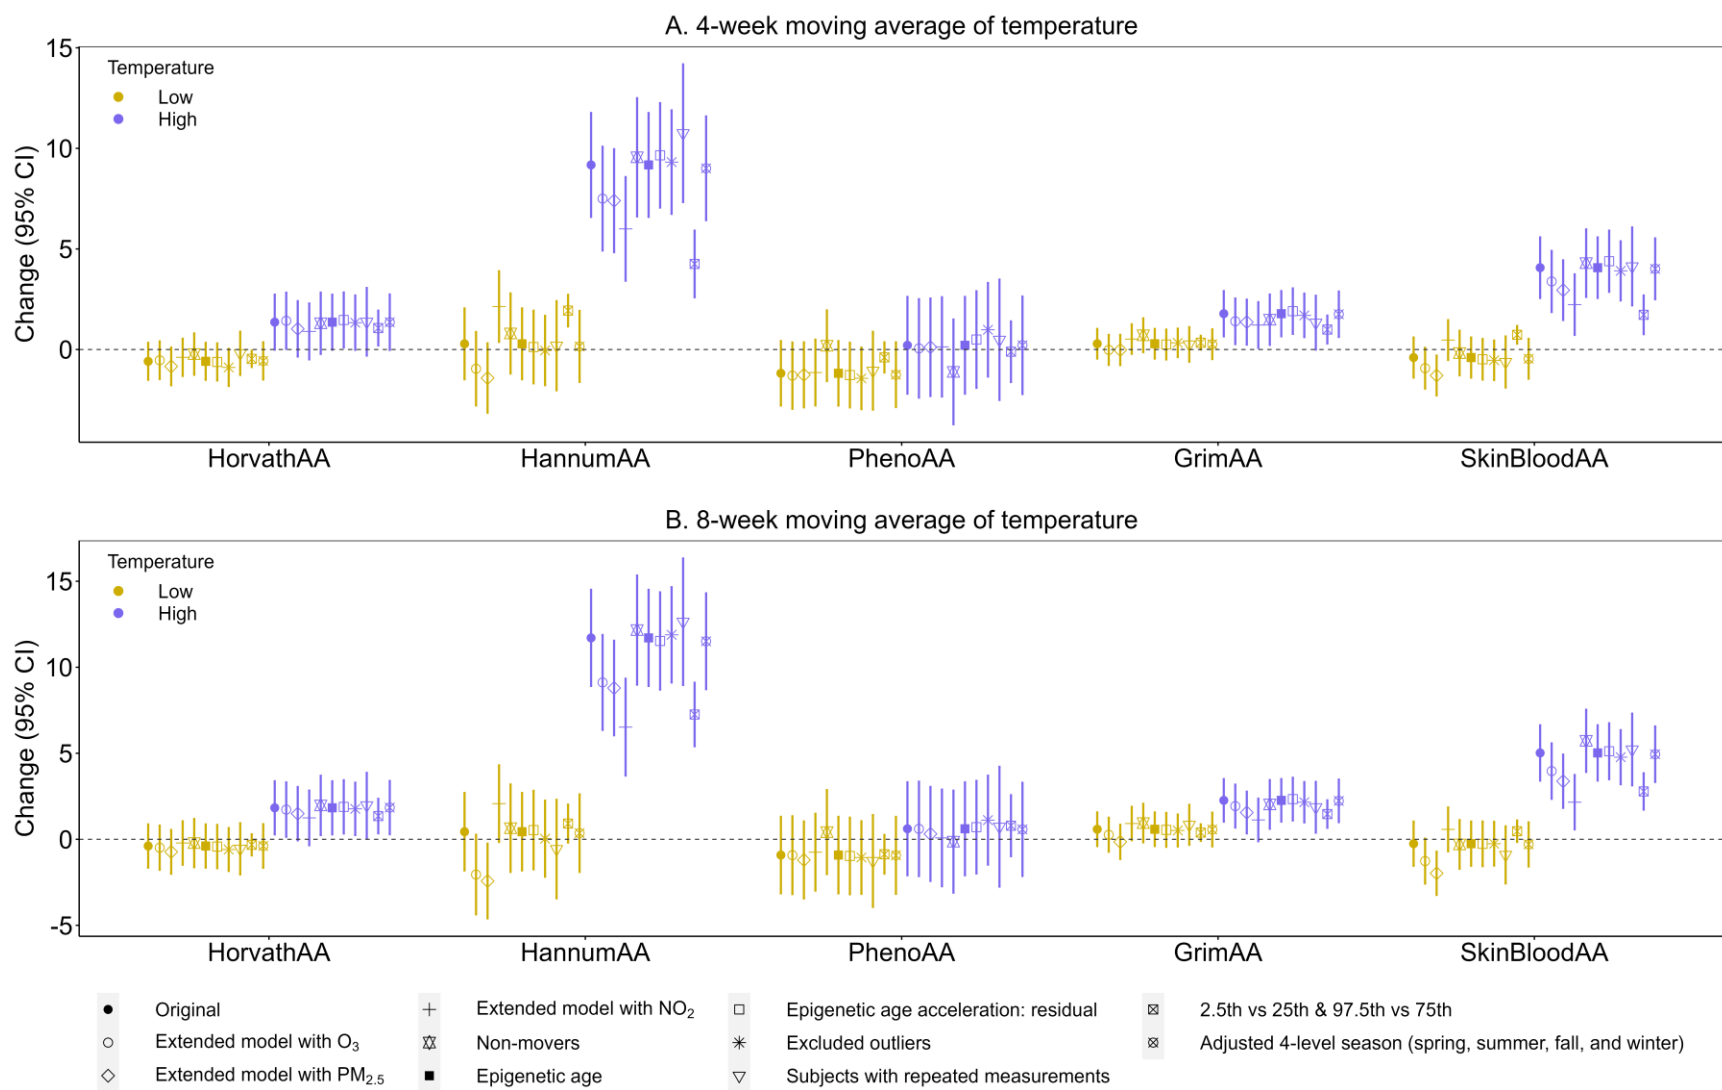 A. 4-week moving average of temperature
Change (95% CI)
15
10
5
0
Temperature
Low
High
HorvathAA HannumAA PhenoAA GrimAA SkinBloodAA
B. 8-week moving average of temperature
Change (95% CI)
15
10
5
0
-5
Temperature
Low
High
HorvathAA HannumAA PhenoAA GrimAA SkinBloodAA
Original Extended model with NO₂ Epigenetic age acceleration: residual 2.5th vs 25th & 97.5th vs 75th
Extended model with O₃ Non-movers Excluded outliers Adjusted 4-level season (spring, summer, fall, and winter)
Extended model with PM₂.₅ Epigenetic age Subjects with repeated measurements